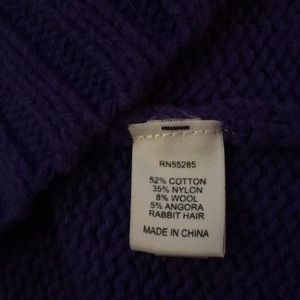 RN55285
52% COTTON
35% NYLON
8% WOOL
5% ANGORA
RABBIT HAIR
MADE IN CHINA